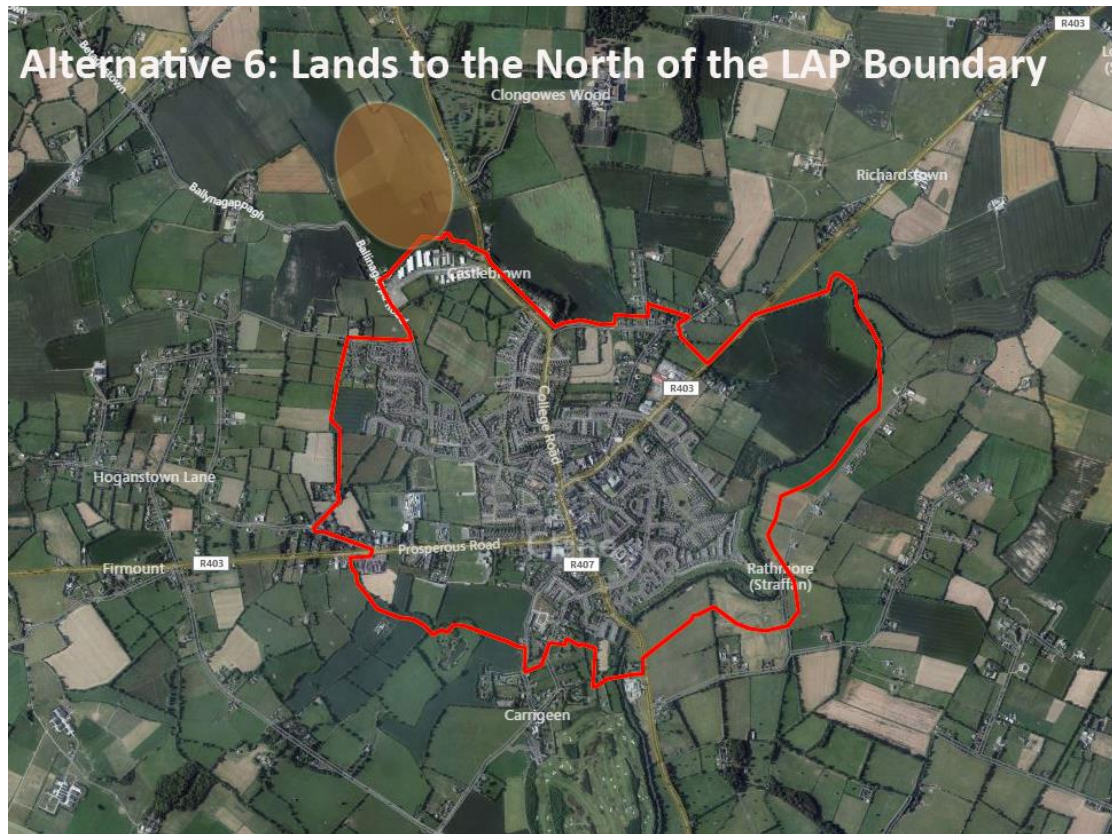 R403
Alternative 6: Lands to the North of the LAP Boundary
Clongowes Wood
Richardstown
Ballynagappagh
Castlebrown
R403
College Road
Hoganstown Lane
Clane
Prosperous Road
R403
Firmount
R407
Rathmore
(Straffan)
Carrigeen